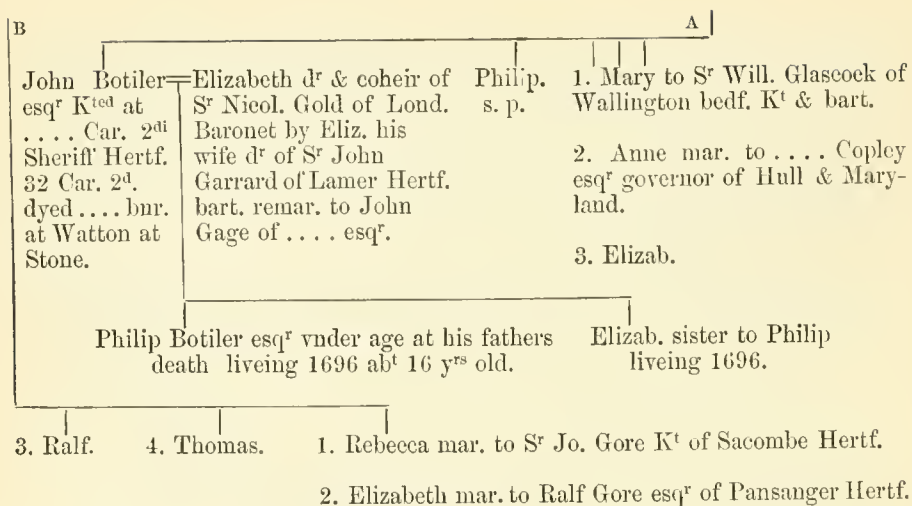 B
A
John Botiler
esqʳ Kᵗᵉᵈ at
. . . . Car. 2ᵈⁱ
Sheriff Hertf.
32 Car. 2ᵈ.
dyed . . . . bur.
at Watton at
Stone.
Elizabeth dʳ & coheir of
Sʳ Nicol. Gold of Lond.
Baronet by Eliz. his
wife dʳ of Sʳ John
Garrard of Lamer Hertf.
bart. remar. to John
Gage of . . . . esqʳ.
Philip.
s. p.
1. Mary to Sʳ Will. Glascock of
Wallington bedf. Kᵗ & bart.
2. Anne mar. to . . . . Copley
esqʳ governor of Hull & Mary-
land.
3. Elizab.
Philip Botiler esqʳ vnder age at his fathers
death liveing 1696 abᵗ 16 yʳˢ old.
Elizab. sister to Philip
liveing 1696.
3. Ralf.
4. Thomas.
1. Rebecca mar. to Sʳ Jo. Gore Kᵗ of Sacombe Hertf.
2. Elizabeth mar. to Ralf Gore esqʳ of Pansanger Hertf.